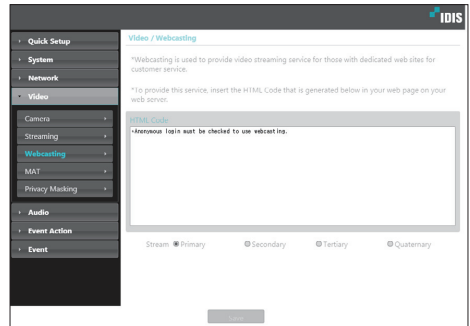 IDIS
Quick Setup
System
Network
Video
Camera
Streaming
Webcasting
MAT
Privacy Masking
Audio
Event Action
Event
Video / Webcasting
*Webcasting is used to provide video streaming service for those with dedicated web sites for
customer service.
*To provide this service, insert the HTML Code that is generated below in your web page on your
web server.
HTML Code:
*Anonymous login must be checked to use webcasting.
Stream Primary Secondary Tertiary Quaternary
Save